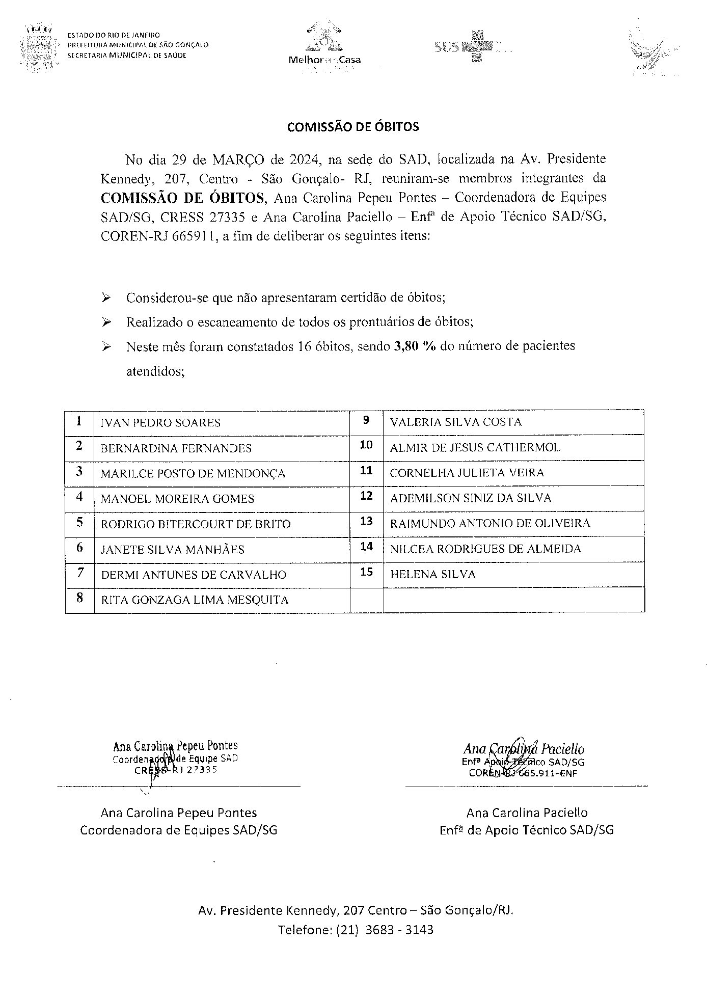 ESTADO DO RIO DE JANEIRO
PREFEITURA MUNICIPAL DE SÃO GONÇALO
SECRETARIA MUNICIPAL DE SAÚDE
Melhor em Casa
SUS
COMISSÃO DE ÓBITOS
No dia 29 de MARÇO de 2024, na sede do SAD, localizada na Av. Presidente
Kennedy, 207, Centro - São Gonçalo- RJ, reuniram-se membros integrantes da
COMISSÃO DE ÓBITOS, Ana Carolina Pepeu Pontes – Coordenadora de Equipes
SAD/SG, CRESS 27335 e Ana Carolina Paciello – Enfª de Apoio Técnico SAD/SG,
COREN-RJ 665911, a fim de deliberar os seguintes itens:
➢ Considerou-se que não apresentaram certidão de óbitos;
➢ Realizado o escaneamento de todos os prontuários de óbitos;
➢ Neste mês foram constatados 16 óbitos, sendo 3,80 % do número de pacientes
atendidos;
1 IVAN PEDRO SOARES 9 VALERIA SILVA COSTA
2 BERNARDINA FERNANDES 10 ALMIR DE JESUS CATHERMOL
3 MARILCE POSTO DE MENDONÇA 11 CORNELHA JULIETA VEIRA
4 MANOEL MOREIRA GOMES 12 ADEMILSON SINIZ DA SILVA
5 RODRIGO BITERCOURT DE BRITO 13 RAIMUNDO ANTONIO DE OLIVEIRA
6 JANETE SILVA MANHÃES 14 NILCEA RODRIGUES DE ALMEIDA
7 DERMI ANTUNES DE CARVALHO 15 HELENA SILVA
8 RITA GONZAGA LIMA MESQUITA
Ana Carolina Pepeu Pontes
Coordenadora de Equipe SAD
CRESS-RJ 27335
Ana Carolina Paciello
Enfª Apoio Técnico SAD/SG
COREN-RJ 665.911-ENF
Ana Carolina Pepeu Pontes
Coordenadora de Equipes SAD/SG
Ana Carolina Paciello
Enfª de Apoio Técnico SAD/SG
Av. Presidente Kennedy, 207 Centro – São Gonçalo/RJ.
Telefone: (21) 3683 - 3143